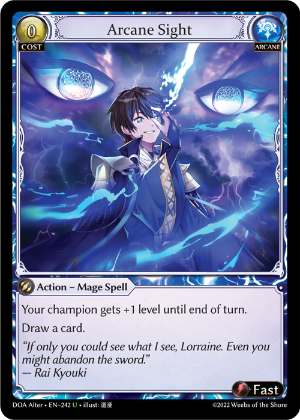 0
Arcane Sight
COST
ARCANE
Action – Mage Spell
Your champion gets +1 level until end of turn.
Draw a card.
“If only you could see what I see, Lorraine. Even you
might abandon the sword.”
— Rai Kyouki
Fast
DOA Alter • EN-242 U • illust:
©2022 Weebs of the Shore